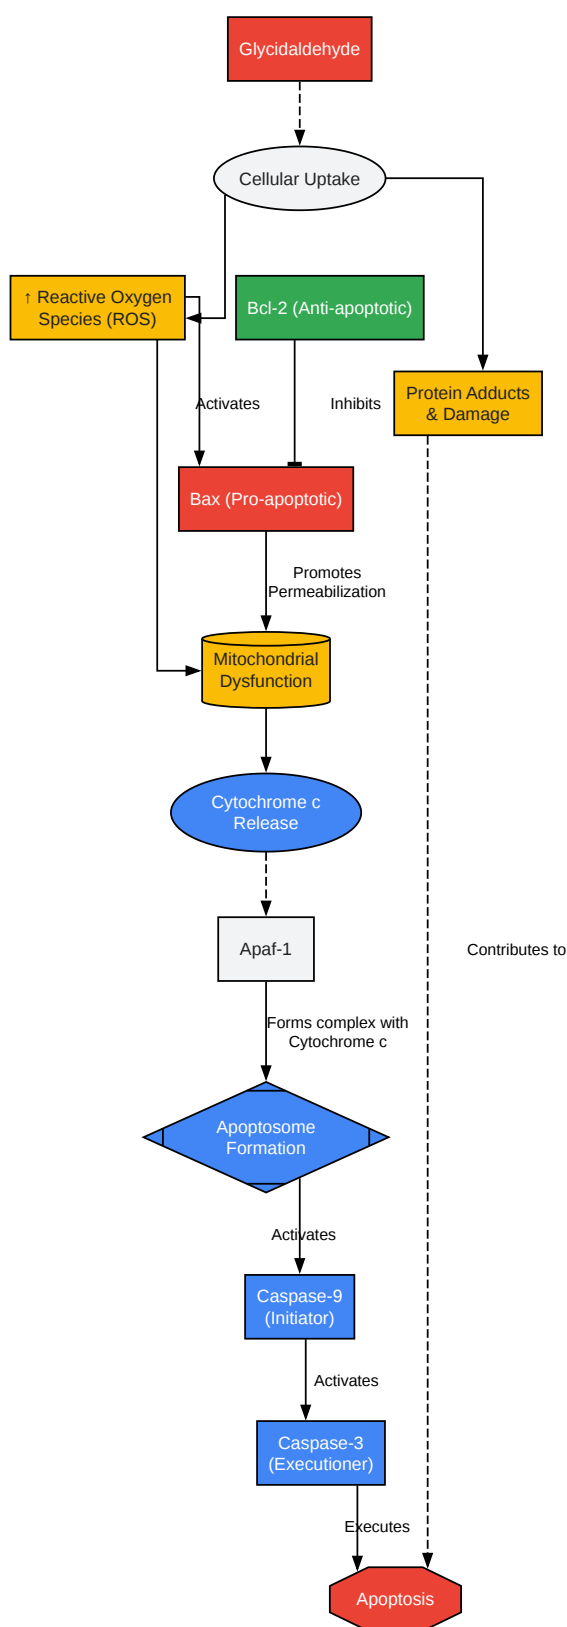 Glycidaldehyde
Cellular Uptake
↑ Reactive Oxygen
Species (ROS)
Bcl-2 (Anti-apoptotic)
Protein Adducts
& Damage
Activates
Inhibits
Bax (Pro-apoptotic)
Promotes
Permeabilization
Mitochondrial
Dysfunction
Cytochrome c
Release
Apaf-1
Contributes to
Forms complex with
Cytochrome c
Apoptosome
Formation
Activates
Caspase-9
(Initiator)
Activates
Caspase-3
(Executioner)
Executes
Apoptosis